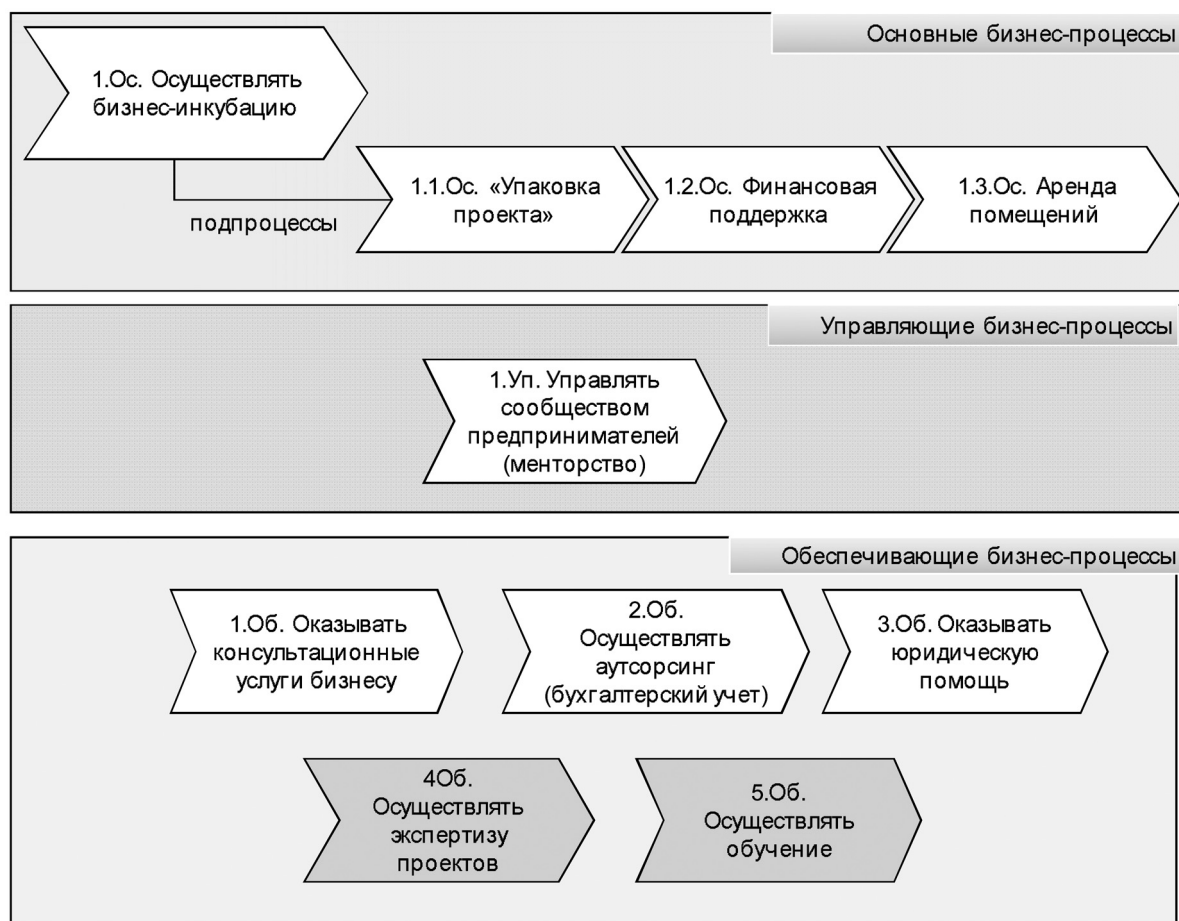 Основные бизнес-процессы
1.Ос. Осуществлять
бизнес-инкубацию
подпроцессы
1.1.Ос. «Упаковка
проекта»
1.2.Ос. Финансовая
поддержка
1.3.Ос. Аренда
помещений
Управляющие бизнес-процессы
1.Уп. Управлять
сообществом
предпринимателей
(менторство)
Обеспечивающие бизнес-процессы
1.Об. Оказывать
консультационные
услуги бизнесу
2.Об.
Осуществлять
аутсорсинг
(бухгалтерский учет)
3.Об. Оказывать
юридическую
помощь
4Об.
Осуществлять
экспертизу
проектов
5.Об.
Осуществлять
обучение